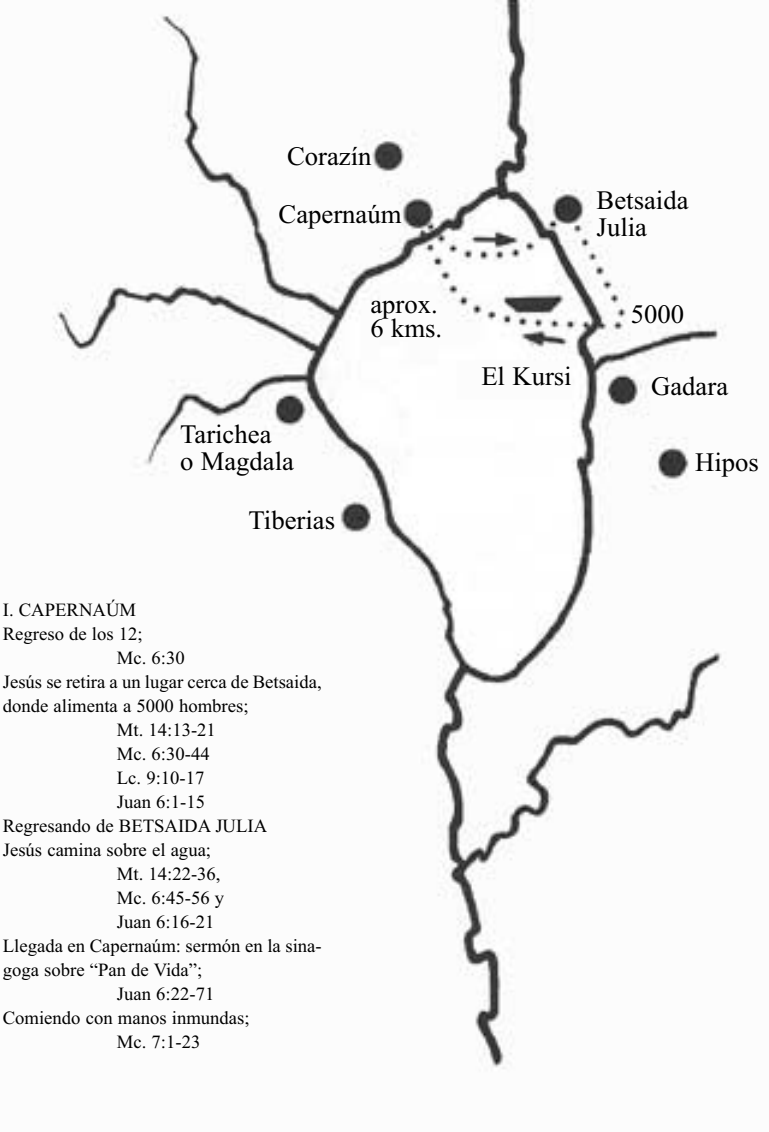 Corazín
Capernaúm
Betsaida
Julia
aprox.
6 kms.
5000
El Kursi
Gadara
Tarichea
o Magdala
Hipos
Tiberias
I. CAPERNAÚM
Regreso de los 12;
Mc. 6:30
Jesús se retira a un lugar cerca de Betsaida,
donde alimenta a 5000 hombres;
Mt. 14:13-21
Mc. 6:30-44
Lc. 9:10-17
Juan 6:1-15
Regresando de BETSAIDA JULIA
Jesús camina sobre el agua;
Mt. 14:22-36,
Mc. 6:45-56 y
Juan 6:16-21
Llegada en Capernaúm: sermón en la sina-
goga sobre “Pan de Vida”;
Juan 6:22-71
Comiendo con manos inmundas;
Mc. 7:1-23